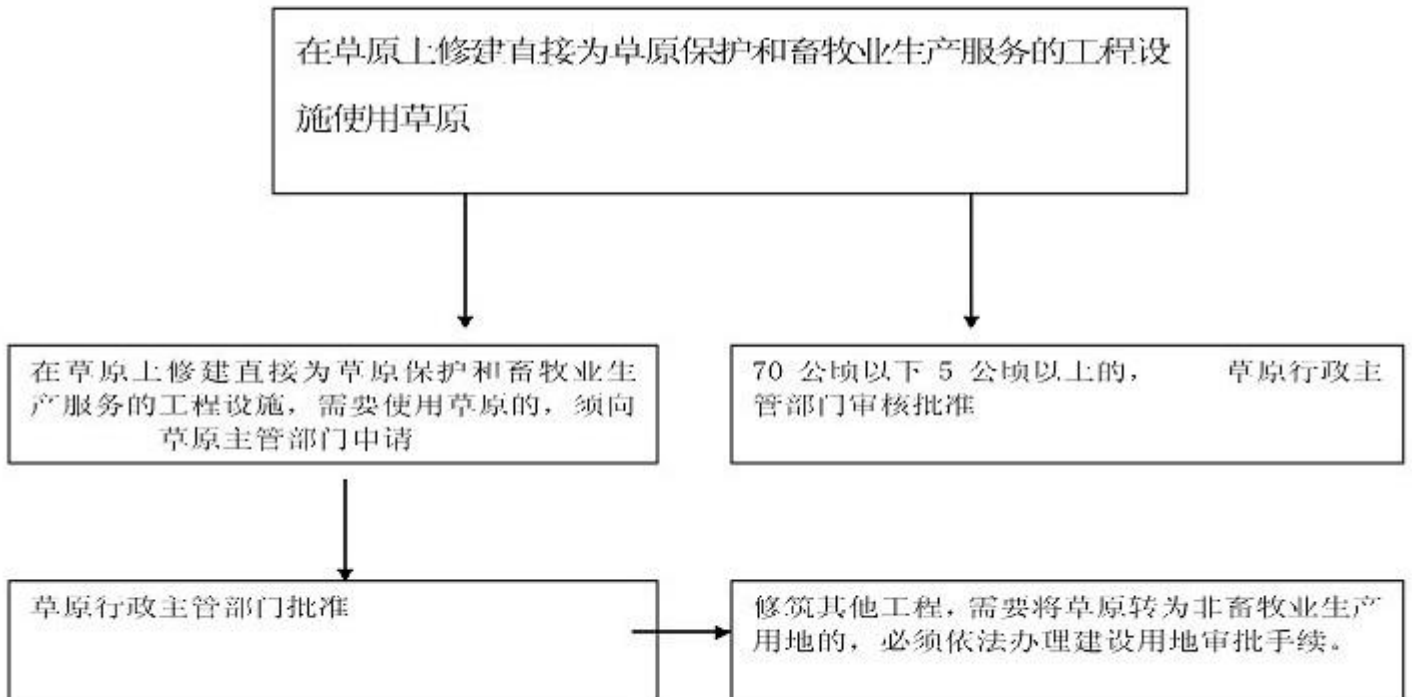 在草原上修建直接为草原保护和畜牧业生产服务的工程设
施使用草原
在草原上修建直接为草原保护和畜牧业生
产服务的工程设施，需要使用草原的，须向
草原主管部门申请
70 公顷以下 5 公顷以上的， 草原行政主
管部门审核批准
草原行政主管部门批准
修筑其他工程，需要将草原转为非畜牧业生产
用地的，必须依法办理建设用地审批手续。